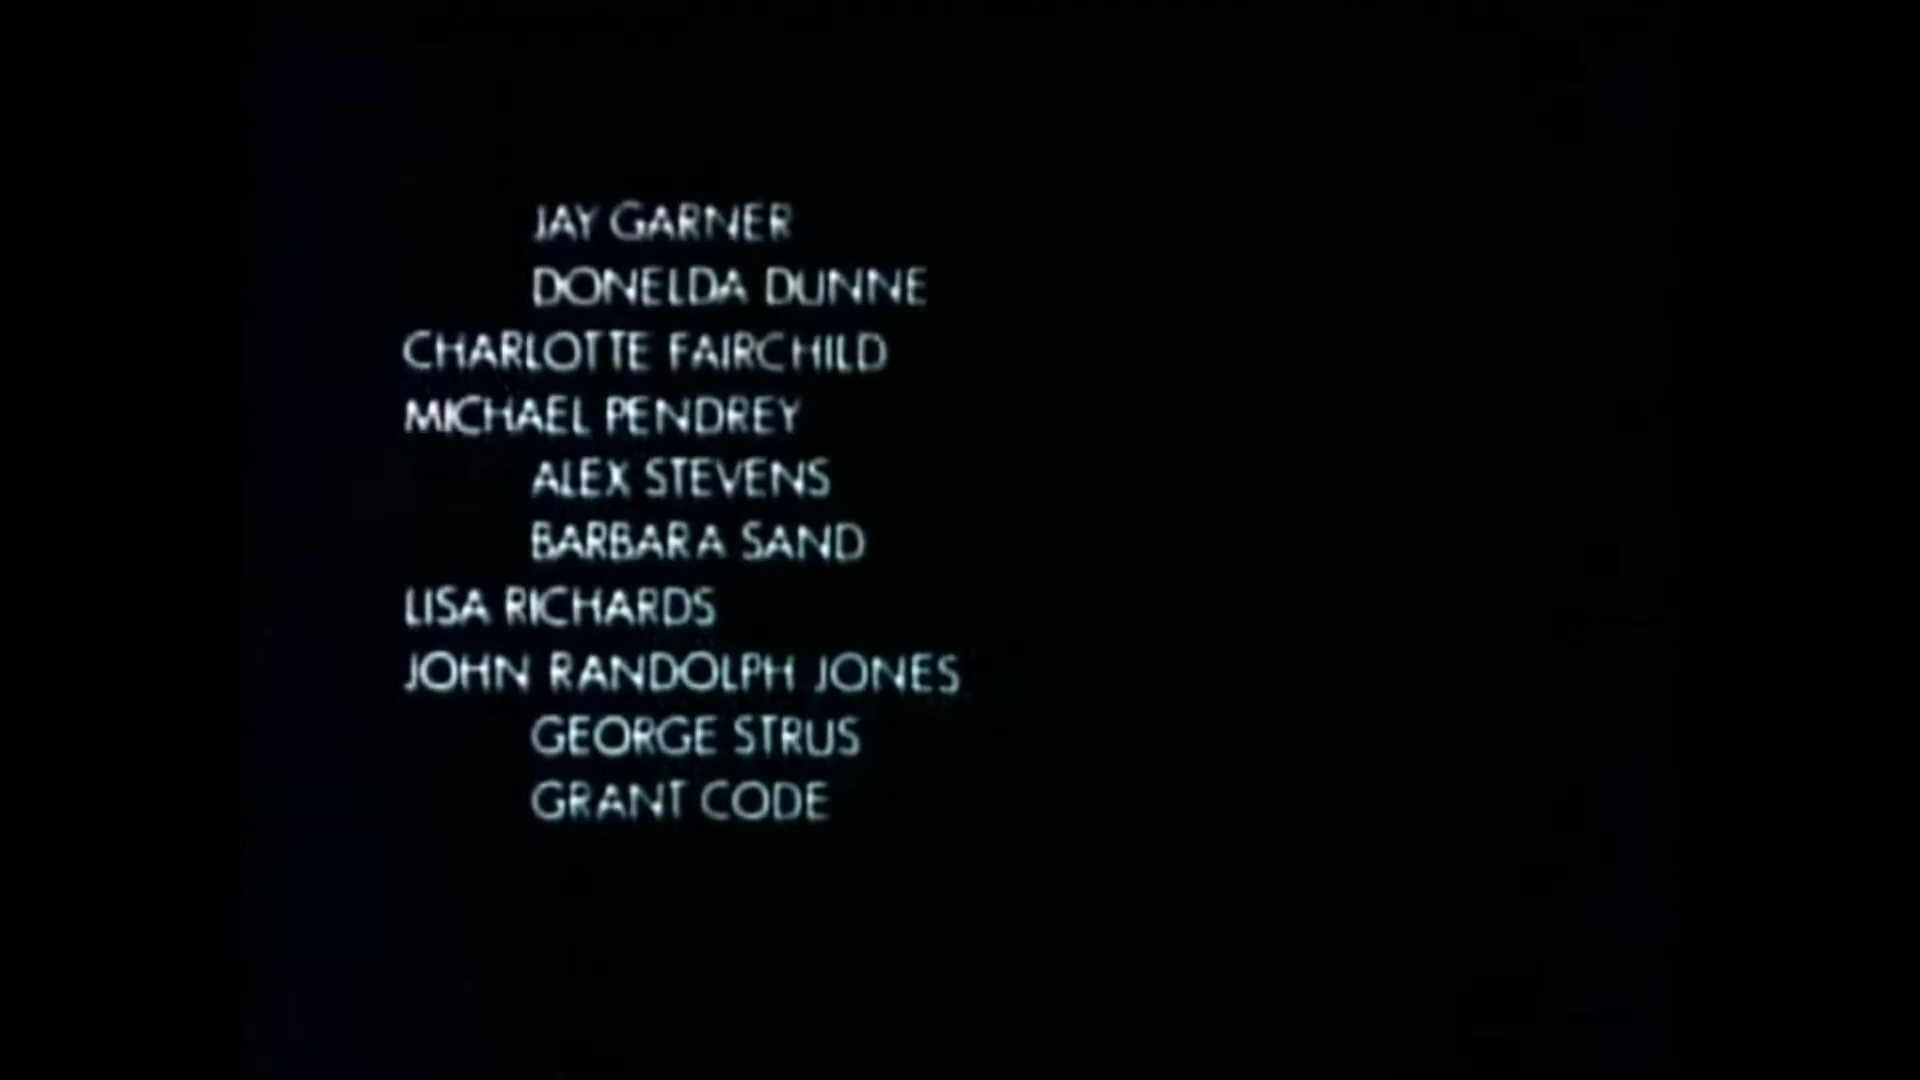 JAY GARNER
DONELDA DUNNE
CHARLOTTE FAIRCHILD
MICHAEL PENDREY
ALEX STEVENS
BARBARA SAND
LISA RICHARDS
JOHN RANDOLPH JONES
GEORGE STRUS
GRANT CODE